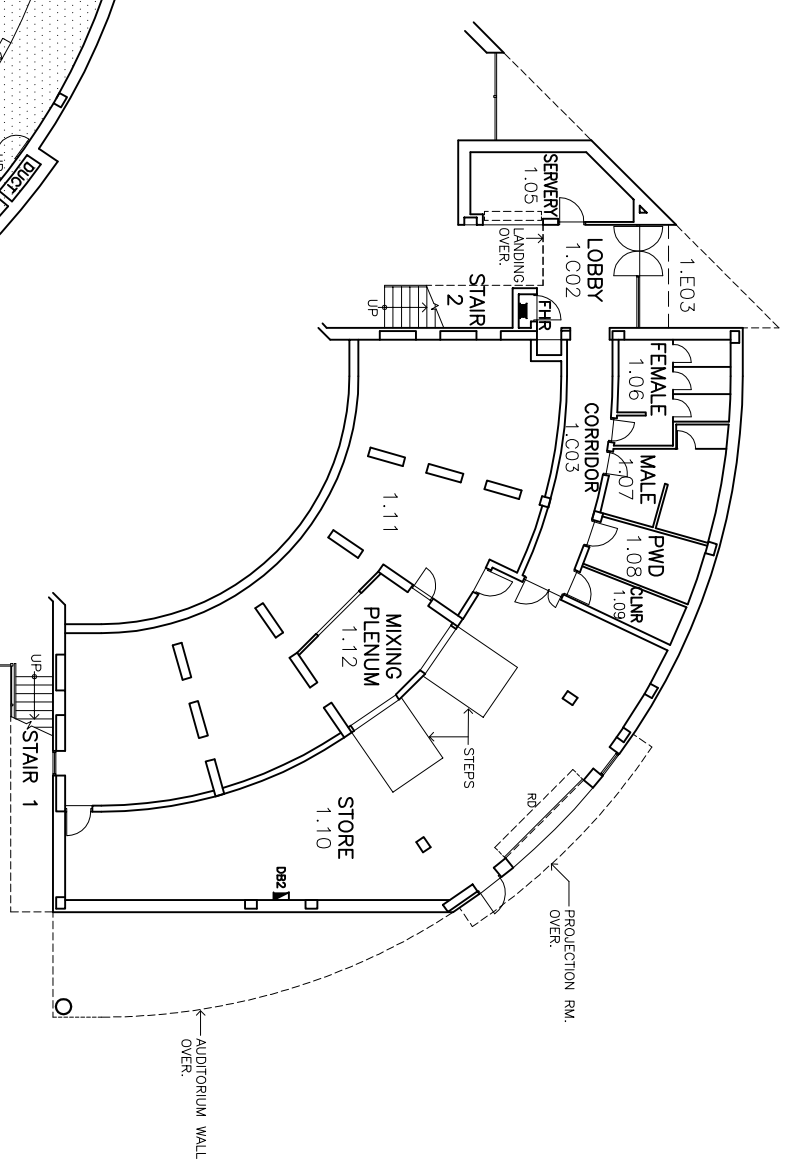 DUCT
SERVERY
1.05
LANDING
OVER.
LOBBY
1.C02
1.E03
STAIR
2
UP
FHR
FEMALE
1.06
CORRIDOR
1.C03
MALE
1.07
PWD
1.08
CLNR
1.09
1.11
MIXING
PLENUM
1.12
STEPS
UP
STAIR 1
STORE
1.10
RD
DB2
PROJECTION RM.
OVER.
AUDITORIUM WALL
OVER.